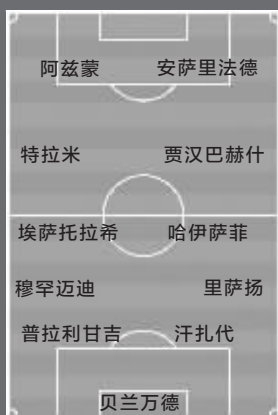 阿兹蒙 安萨里法德
特拉米 贾汉巴赫什
埃萨托拉希 哈伊萨菲
穆罕迈迪 里萨扬
普拉利甘吉 汗扎代
贝兰万德